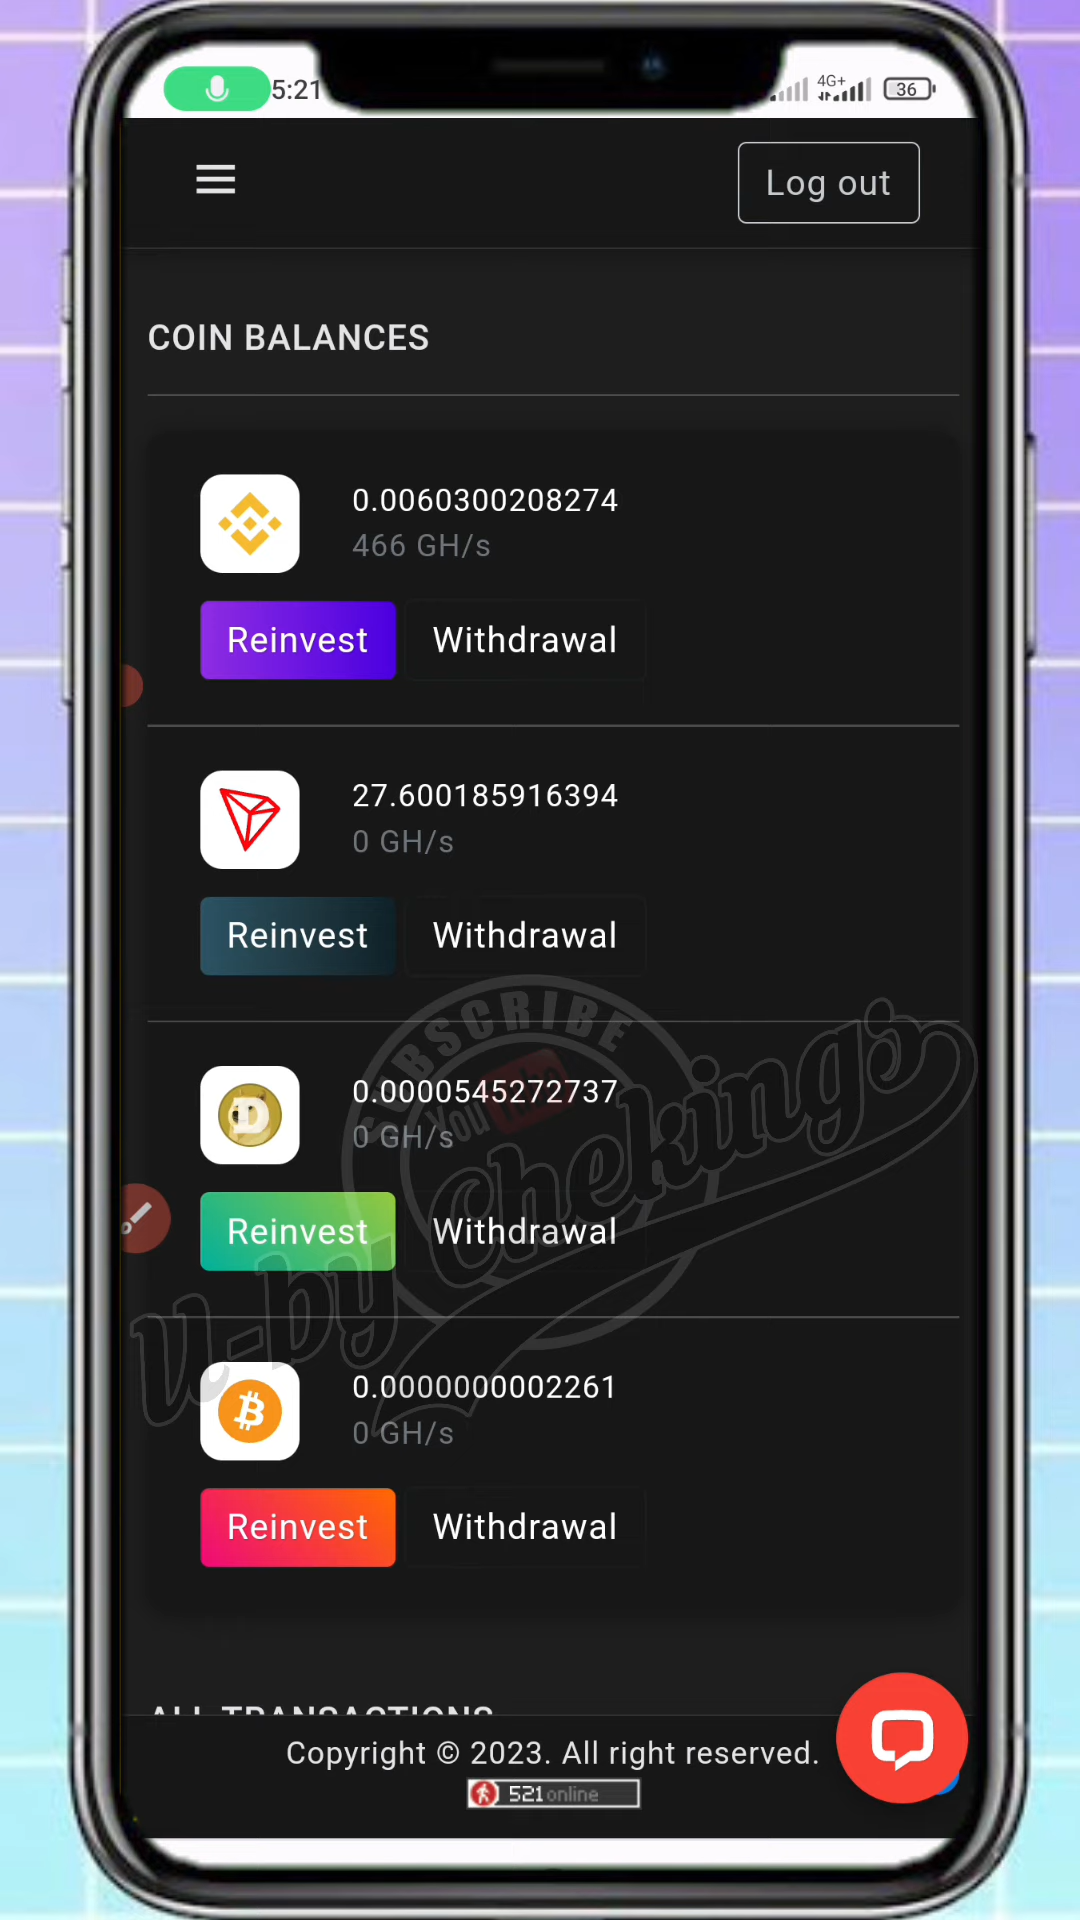 5:21
4G+
36
Log out
COIN BALANCES
0.0060300208274
466 GH/s
Reinvest Withdrawal
27.600185916394
0 GH/s
Reinvest Withdrawal
SUBSCRIBE
0.0000545272737
YouTube
0 GH/s
Chekings
Reinvest Withdrawal
U-by
0.0000000002261
0 GH/s
Reinvest Withdrawal
ALL TRANSACTIONS
Copyright © 2023. All right reserved.
521 online